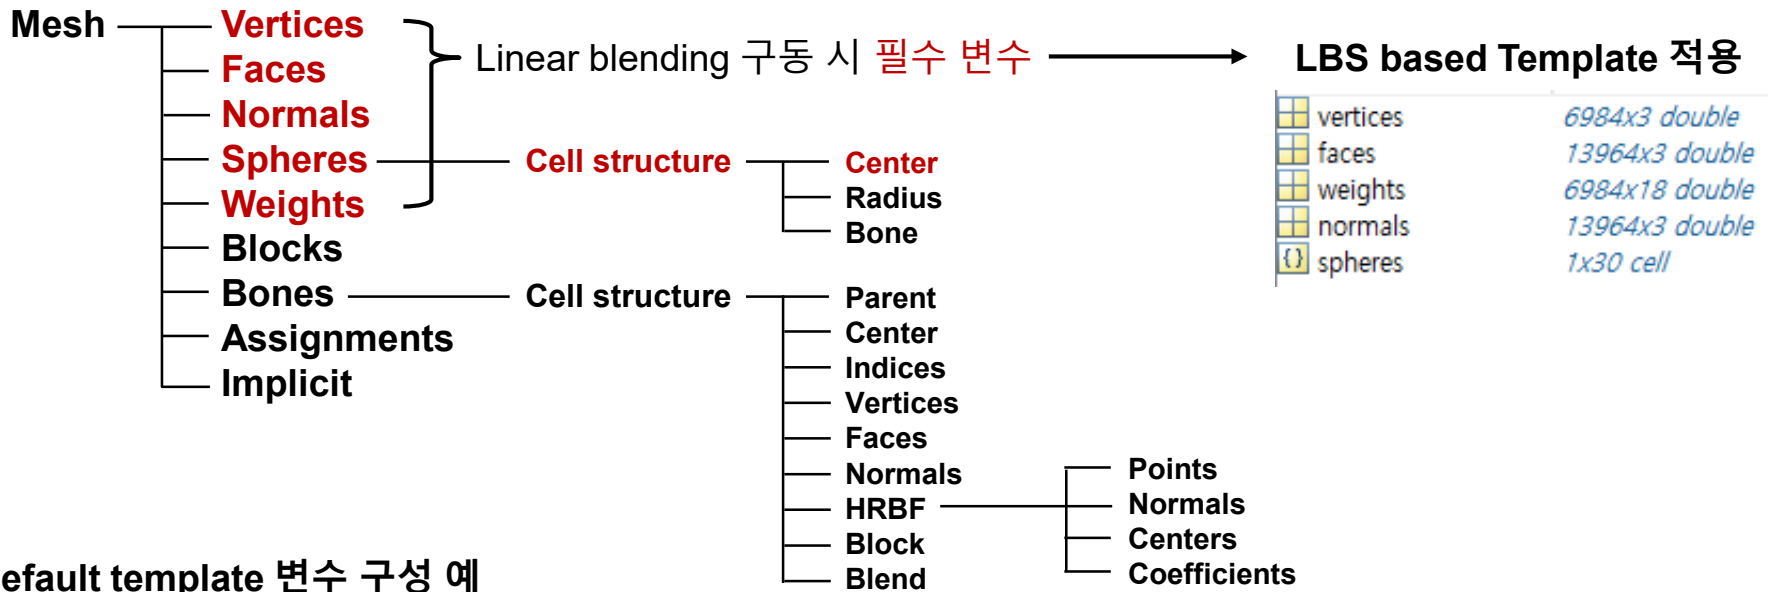 Mesh
Vertices
Faces
Normals
Spheres
Weights
Blocks
Bones
Assignments
Implicit
Linear blending 구동 시 필수 변수
LBS based Template 적용
vertices 6984x3 double
faces 13964x3 double
weights 6984x18 double
normals 13964x3 double
spheres 1x30 cell
Cell structure
Center
Radius
Bone
Cell structure
Parent
Center
Indices
Vertices
Faces
Normals
HRBF
Block
Blend
Points
Normals
Centers
Coefficients
efault template 변수 구성 예